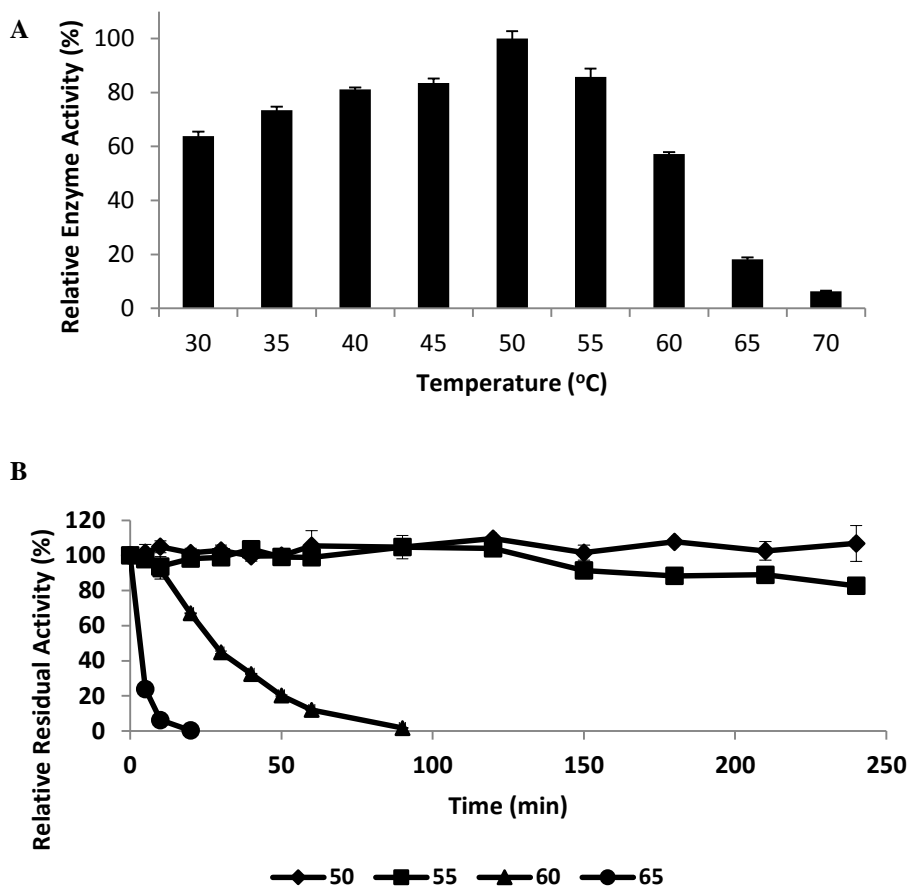 A
Relative Enzyme Activity (%)
100
80
60
40
20
0
30 35 40 45 50 55 60 65 70
Temperature (ºC)
B
Relative Residual Activity (%)
120
100
80
60
40
20
0
0 50 100 150 200 250
Time (min)
50 55 60 65